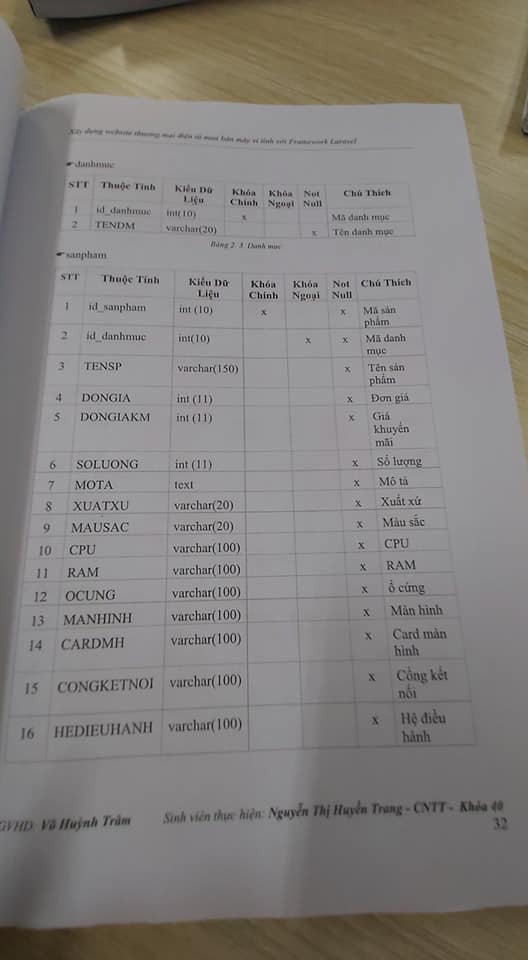 Xây dựng website thương mại điện tử mua bán máy vi tính với Framework Laravel
☛danhmuc
STT Thuộc Tính Kiểu Dữ Liệu Khóa Chính Khóa Ngoại Not Null Chú Thích
1 id_danhmuc int(10) x Mã danh mục
2 TENDM varchar(20) x Tên danh mục
Bảng 2. 3. Danh mục
☛sanpham
STT Thuộc Tính Kiểu Dữ Liệu Khóa Chính Khóa Ngoại Not Null Chú Thích
1 id_sanpham int (10) x x Mã sản phẩm
2 id_danhmuc int(10) x x Mã danh mục
3 TENSP varchar(150) x Tên sản phẩm
4 DONGIA int (11) x Đơn giá
5 DONGIAKM int (11) x Giá khuyến mãi
6 SOLUONG int (11) x Số lượng
7 MOTA text x Mô tả
8 XUATXU varchar(20) x Xuất xứ
9 MAUSAC varchar(20) x Màu sắc
10 CPU varchar(100) x CPU
11 RAM varchar(100) x RAM
12 OCUNG varchar(100) x ổ cứng
13 MANHINH varchar(100) x Màn hình
14 CARDMH varchar(100) x Card màn hình
15 CONGKETNOI varchar(100) x Cổng kết nối
16 HEDIEUHANH varchar(100) x Hệ điều hành
GVHD: Võ Huỳnh Trâm Sinh viên thực hiện: Nguyễn Thị Huyền Trang - CNTT - Khóa 40
32